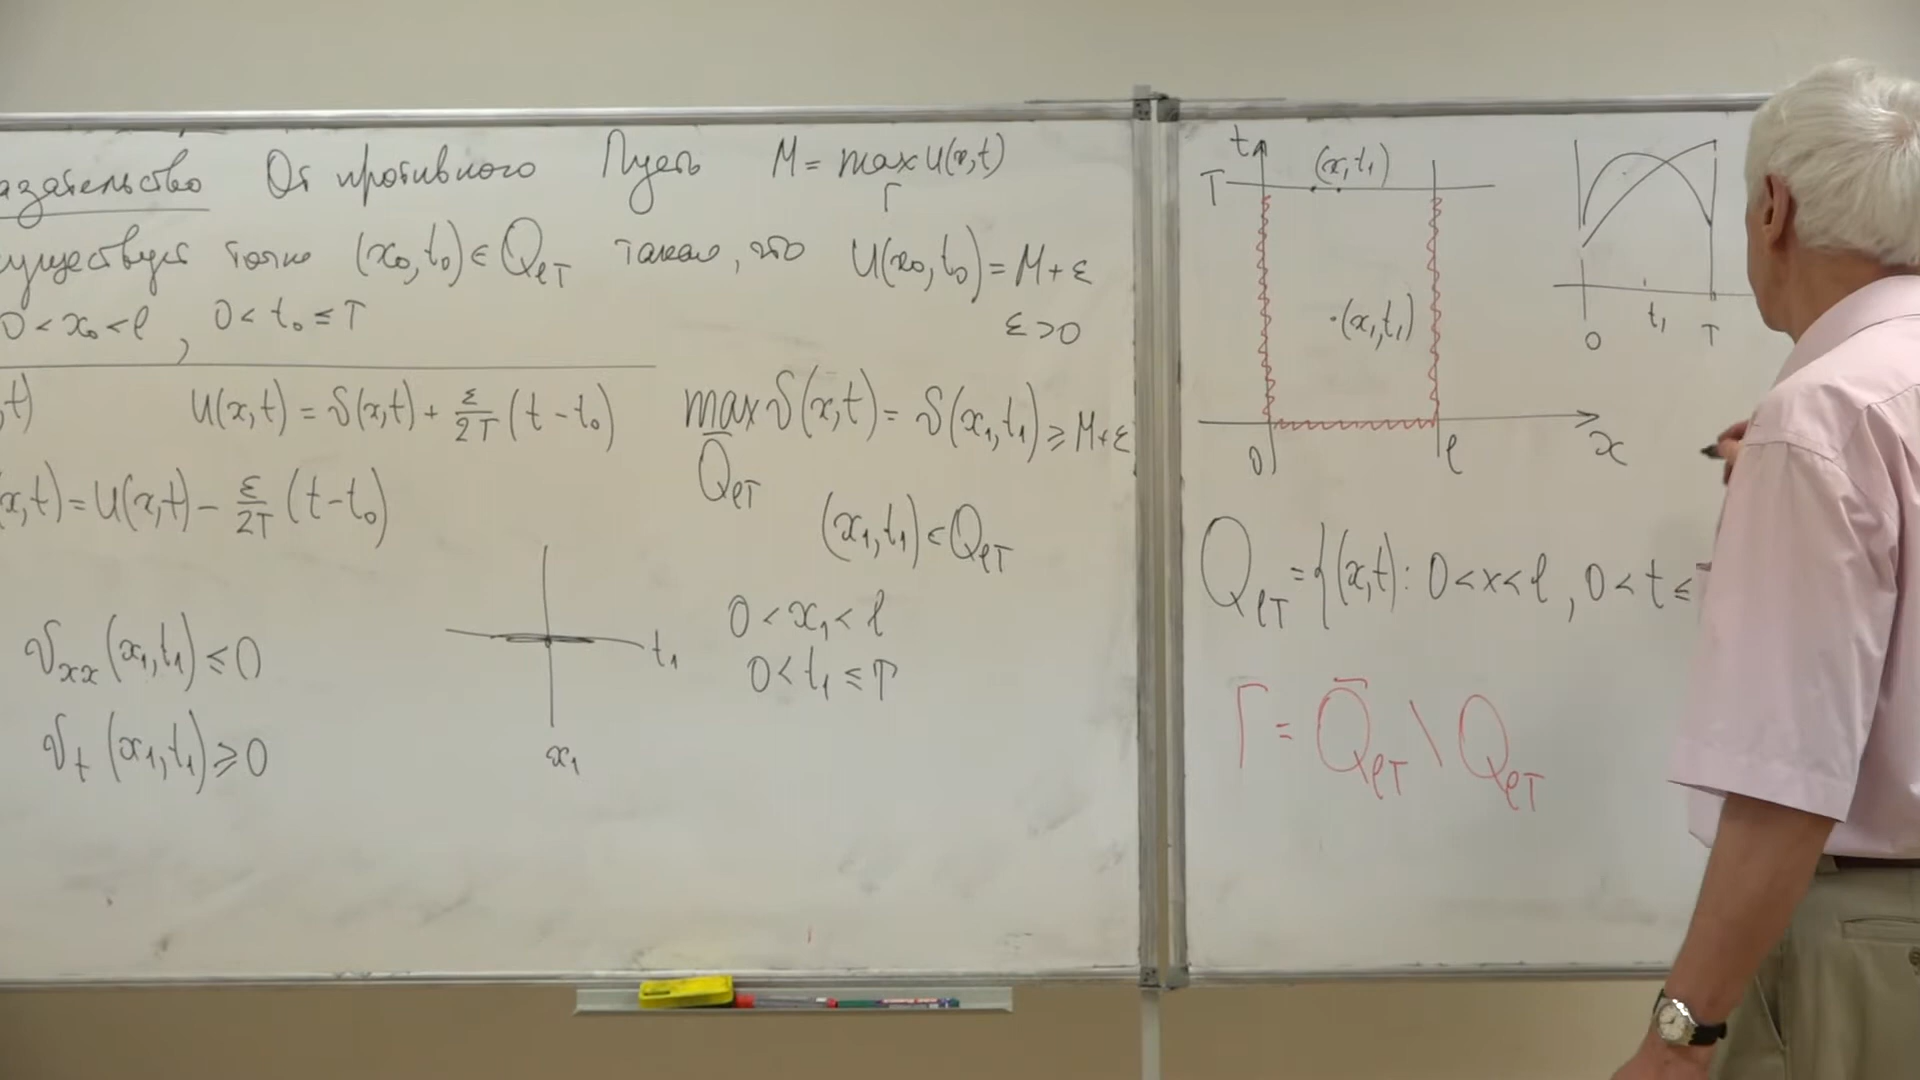 азательство От противного Пусть M = max u(x,t)
Γ
существует точка (x₀,t₀) ∈ Q_{ℓT} такая, что u(x₀,t₀) = M + ε
0 < x₀ < ℓ, 0 < t₀ ≤ T ε > 0
,t) u(x,t) = v(x,t) + ε/2T (t - t₀)
(x,t) = u(x,t) - ε/2T (t - t₀)
v_{xx}(x₁,t₁) ≤ 0
v_t(x₁,t₁) ≥ 0
t₁
x₁
max v(x,t) = v(x₁,t₁) ≥ M + ε
Q̄_{ℓT}
(x₁,t₁) ∈ Q_{ℓT}
0 < x₁ < ℓ
0 < t₁ ≤ T
t
T
(x₁,t₁)
(x₁,t₁)
0
ℓ
x
t₁
0
T
Q_{ℓT} = {(x,t): 0 < x < ℓ, 0 < t ≤ T
Γ = Q̄_{ℓT} \ Q_{ℓT}